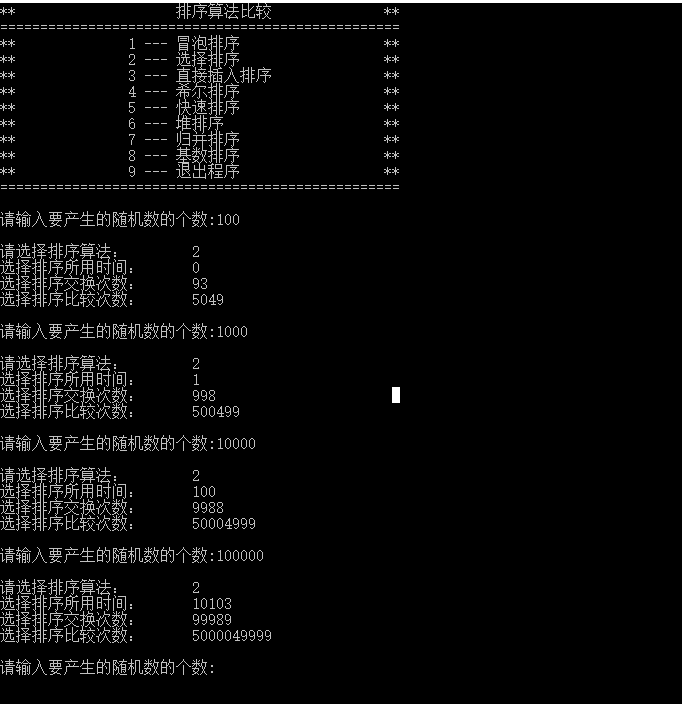 ** 排序算法比较 **
==================================================
** 1 --- 冒泡排序 **
** 2 --- 选择排序 **
** 3 --- 直接插入排序 **
** 4 --- 希尔排序 **
** 5 --- 快速排序 **
** 6 --- 堆排序 **
** 7 --- 归并排序 **
** 8 --- 基数排序 **
** 9 --- 退出程序 **
==================================================
请输入要产生的随机数的个数:100
请选择排序算法: 2
选择排序所用时间: 0
选择排序交换次数: 93
选择排序比较次数: 5049
请输入要产生的随机数的个数:1000
请选择排序算法: 2
选择排序所用时间: 1
选择排序交换次数: 998
选择排序比较次数: 500499
请输入要产生的随机数的个数:10000
请选择排序算法: 2
选择排序所用时间: 100
选择排序交换次数: 9988
选择排序比较次数: 50004999
请输入要产生的随机数的个数:100000
请选择排序算法: 2
选择排序所用时间: 10103
选择排序交换次数: 99989
选择排序比较次数: 5000049999
请输入要产生的随机数的个数: